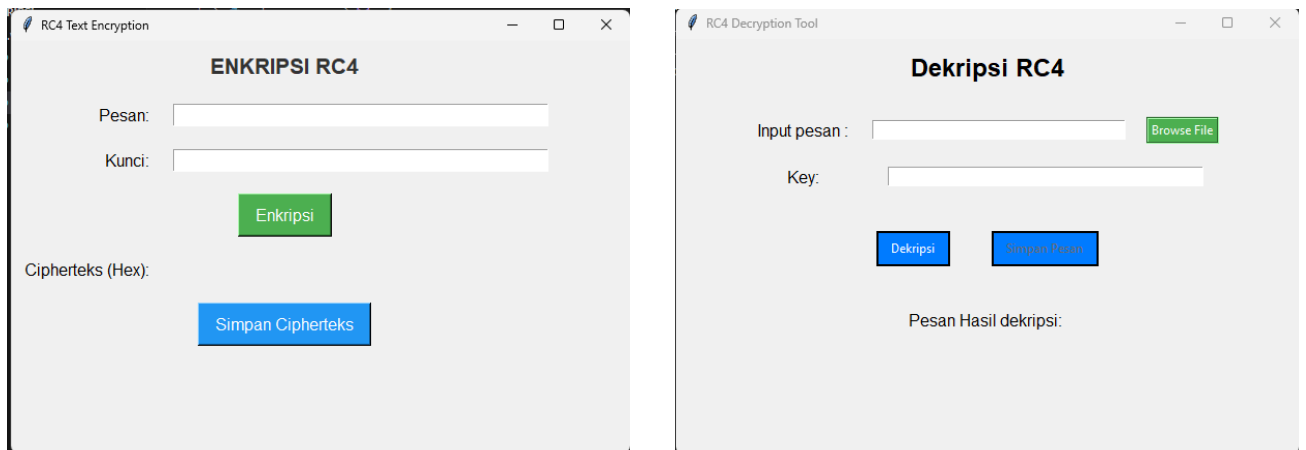 RC4 Text Encryption
ENKRIPSI RC4
Pesan:
Kunci:
Enkripsi
Cipherteks (Hex):
Simpan Cipherteks
RC4 Decryption Tool
Dekripsi RC4
Input pesan :
Browse File
Key:
Dekripsi
Simpan Pesan
Pesan Hasil dekripsi: